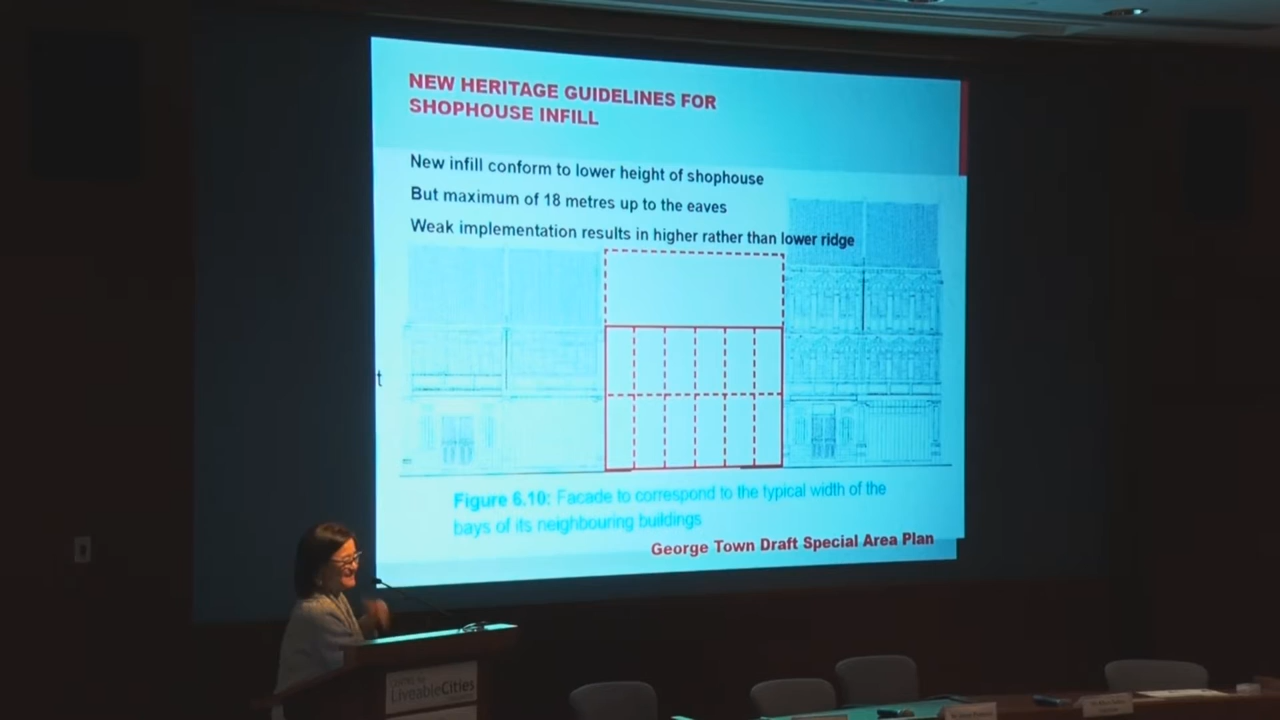 NEW HERITAGE GUIDELINES FOR
SHOPHOUSE INFILL
New infill conform to lower height of shophouse
But maximum of 18 metres up to the eaves
Weak implementation results in higher rather than lower ridge
t
Figure 6.10: Facade to correspond to the typical width of the
bays of its neighbouring buildings
George Town Draft Special Area Plan
LiveableCities